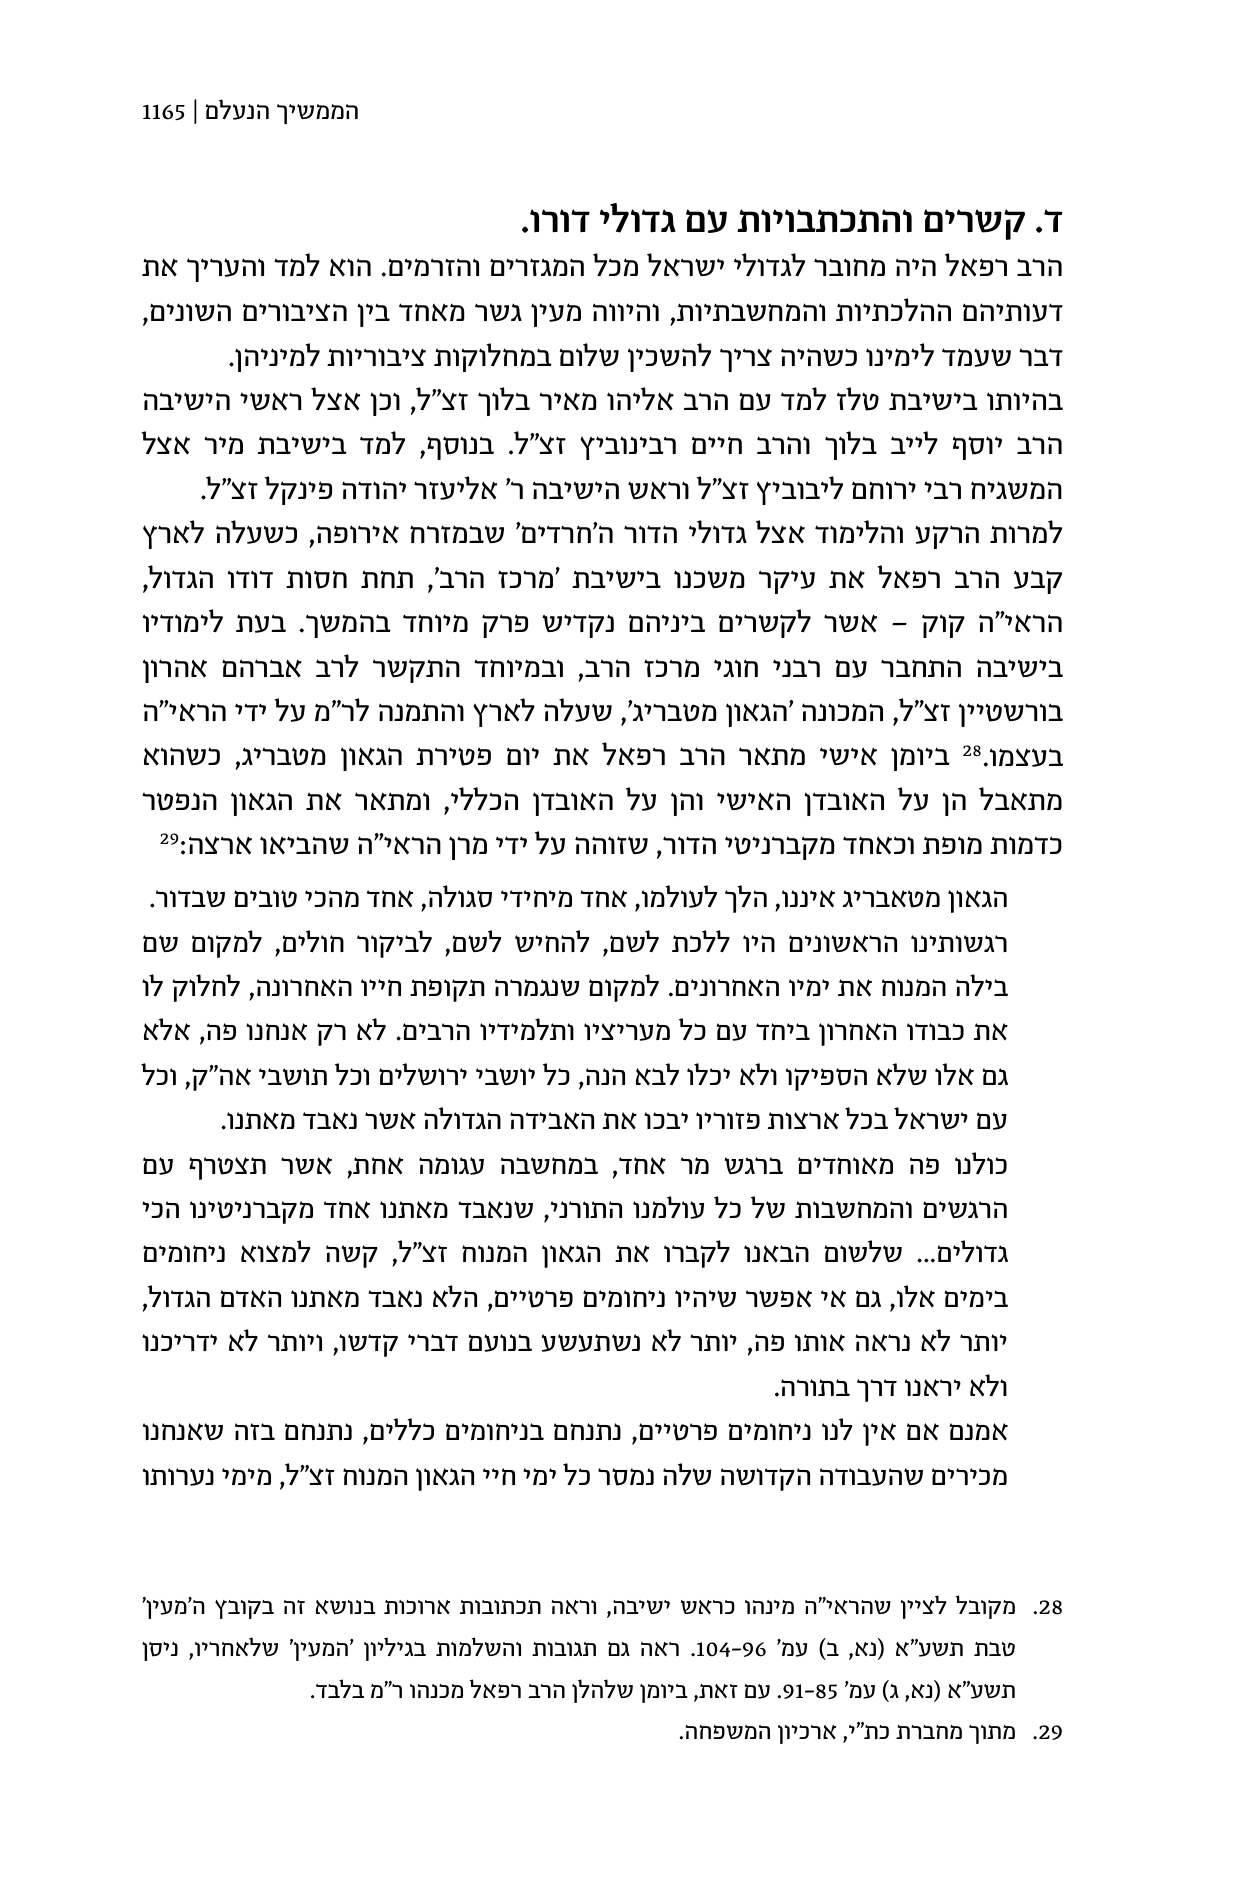 הממשיך הנעלם | 1165
ד. קשרים והתכתבויות עם גדולי דורו.
הרב רפאל היה מחובר לגדולי ישראל מכל המגזרים והזרמים. הוא למד והעריך את
דעותיהם ההלכתיות והמחשבתיות, והיווה מעין גשר מאחד בין הציבורים השונים,
דבר שעמד לימינו כשהיה צריך להשכין שלום במחלוקות ציבוריות למיניהן.
בהיותו בישיבת טלז למד עם הרב אליהו מאיר בלוך זצ”ל, וכן אצל ראשי הישיבה
הרב יוסף לייב בלוך והרב חיים רבינוביץ זצ”ל. בנוסף, למד בישיבת מיר אצל
המשגיח רבי ירוחם ליבוביץ זצ”ל וראש הישיבה ר’ אליעזר יהודה פינקל זצ”ל.
למרות הרקע והלימוד אצל גדולי הדור ה’חרדים’ שבמזרח אירופה, כשעלה לארץ
קבע הרב רפאל את עיקר משכנו בישיבת ’מרכז הרב’, תחת חסות דודו הגדול,
הראי”ה קוק – אשר לקשרים ביניהם נקדיש פרק מיוחד בהמשך. בעת לימודיו
בישיבה התחבר עם רבני חוגי מרכז הרב, ובמיוחד התקשר לרב אברהם אהרון
בורשטיין זצ”ל, המכונה ’הגאון מטבריג’, שעלה לארץ והתמנה לר”מ על ידי הראי”ה
בעצמו.28 ביומן אישי מתאר הרב רפאל את יום פטירת הגאון מטבריג, כשהוא
מתאבל הן על האובדן האישי והן על האובדן הכללי, ומתאר את הגאון הנפטר
כדמות מופת וכאחד מקברניטי הדור, שזוהה על ידי מרן הראי”ה שהביאו ארצה:29
הגאון מטאבריג איננו, הלך לעולמו, אחד מיחידי סגולה, אחד מהכי טובים שבדור.
רגשותינו הראשונים היו ללכת לשם, להחיש לשם, לביקור חולים, למקום שם
בילה המנוח את ימיו האחרונים. למקום שנגמרה תקופת חייו האחרונה, לחלוק לו
את כבודו האחרון ביחד עם כל מעריציו ותלמידיו הרבים. לא רק אנחנו פה, אלא
גם אלו שלא הספיקו ולא יכלו לבא הנה, כל יושבי ירושלים וכל תושבי אה”ק, וכל
עם ישראל בכל ארצות פזוריו יבכו את האבידה הגדולה אשר נאבד מאתנו.
כולנו פה מאוחדים ברגש מר אחד, במחשבה עגומה אחת, אשר תצטרף עם
הרגשים והמחשבות של כל עולמנו התורני, שנאבד מאתנו אחד מקברניטינו הכי
גדולים... שלשום הבאנו לקברו את הגאון המנוח זצ”ל, קשה למצוא ניחומים
בימים אלו, גם אי אפשר שיהיו ניחומים פרטיים, הלא נאבד מאתנו האדם הגדול,
יותר לא נראה אותו פה, יותר לא נשתעשע בנועם דברי קדשו, ויותר לא ידריכנו
ולא יראנו דרך בתורה.
אמנם אם אין לנו ניחומים פרטיים, נתנחם בניחומים כללים, נתנחם בזה שאנחנו
מכירים שהעבודה הקדושה שלה נמסר כל ימי חיי הגאון המנוח זצ”ל, מימי נערותו
28. מקובל לציין שהראי”ה מינהו כראש ישיבה, וראה תכתובות ארוכות בנושא זה בקובץ ה’מעין’
טבת תשע”א (נא, ב) עמ’ 96–104. ראה גם תגובות והשלמות בגיליון ’המעין’ שלאחריו, ניסן
תשע”א (נא, ג) עמ’ 85–91. עם זאת, ביומן שלהלן הרב רפאל מכנהו ר”מ בלבד.
29. מתוך מחברת כת”י, ארכיון המשפחה.